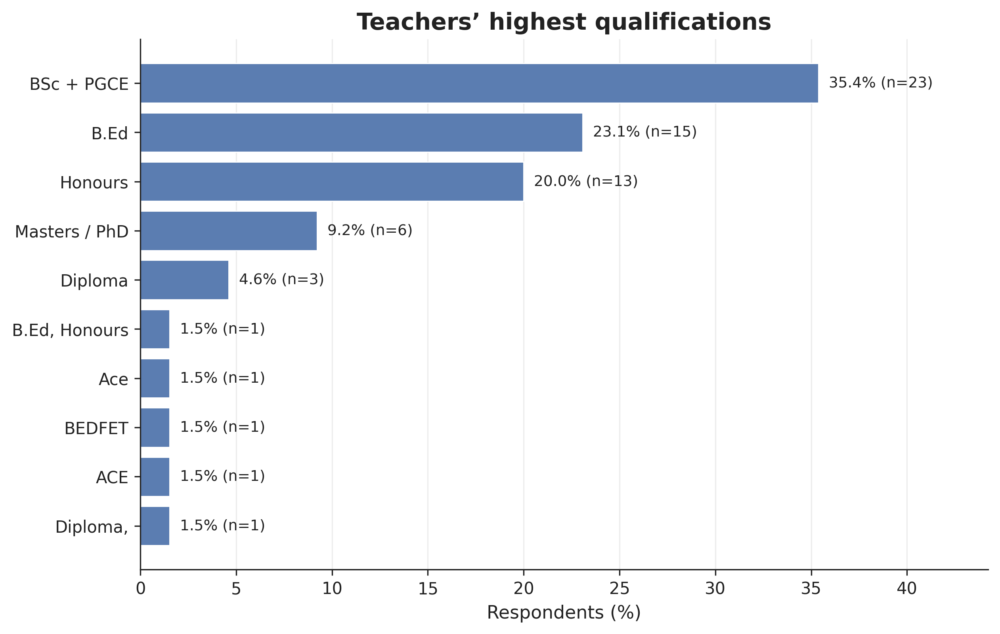 Teachers’ highest qualifications
BSc + PGCE 35.4% (n=23)
B.Ed 23.1% (n=15)
Honours 20.0% (n=13)
Masters / PhD 9.2% (n=6)
Diploma 4.6% (n=3)
B.Ed, Honours 1.5% (n=1)
Ace 1.5% (n=1)
BEDFET 1.5% (n=1)
ACE 1.5% (n=1)
Diploma, 1.5% (n=1)
0 5 10 15 20 25 30 35 40
Respondents (%)